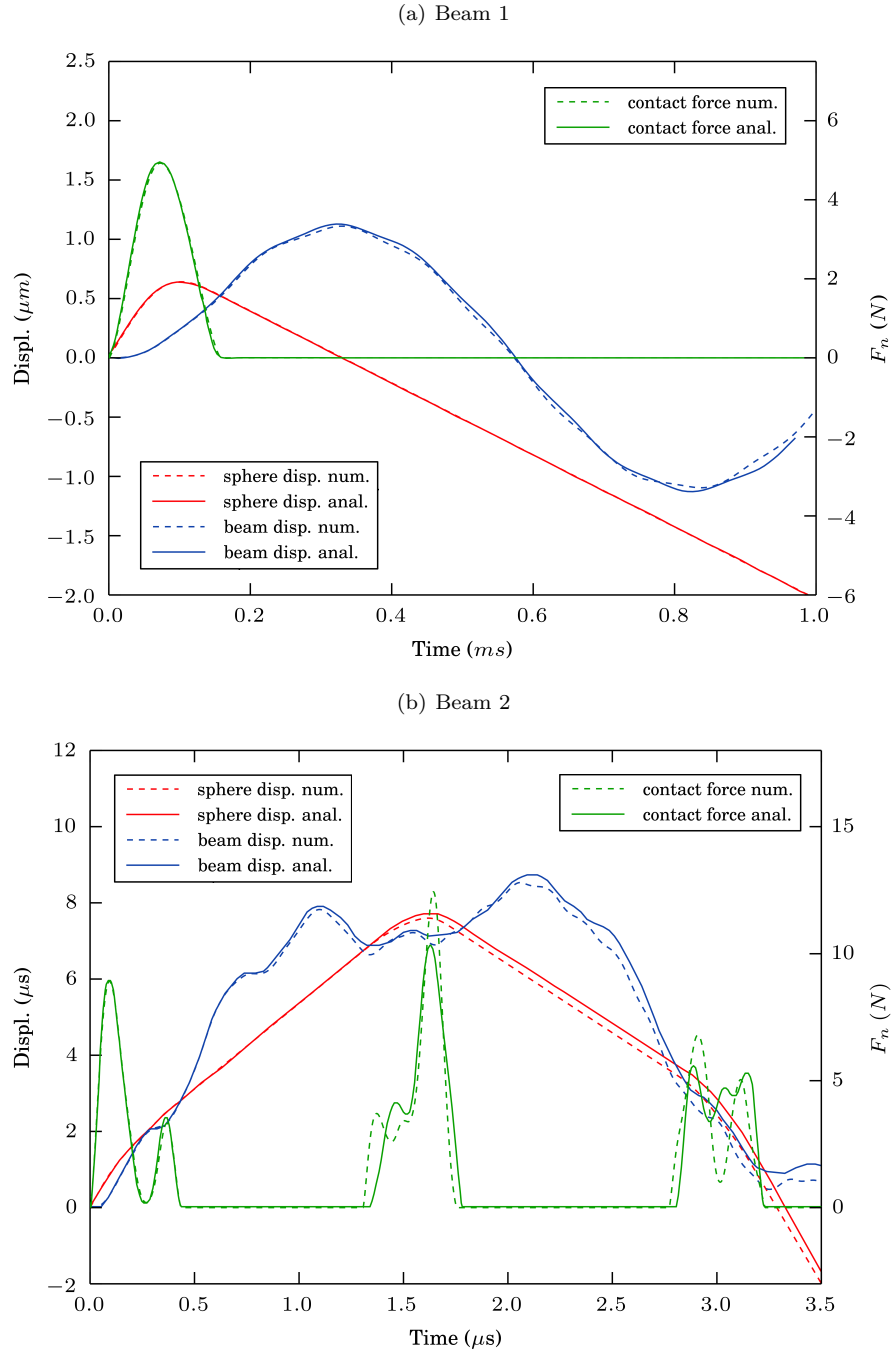 (a) Beam 1
2.5
2.0
1.5
1.0
0.5
0.0
−0.5
−1.0
−1.5
−2.0
Displ. (μm)
contact force num.
contact force anal.
sphere disp. num.
sphere disp. anal.
beam disp. num.
beam disp. anal.
6
4
2
0
−2
−4
−6
F_n (N)
0.0 0.2 0.4 0.6 0.8 1.0
Time (ms)
(b) Beam 2
12
10
8
6
4
2
0
−2
Displ. (μs)
sphere disp. num.
sphere disp. anal.
beam disp. num.
beam disp. anal.
contact force num.
contact force anal.
15
10
5
0
F_n (N)
0.0 0.5 1.0 1.5 2.0 2.5 3.0 3.5
Time (μs)